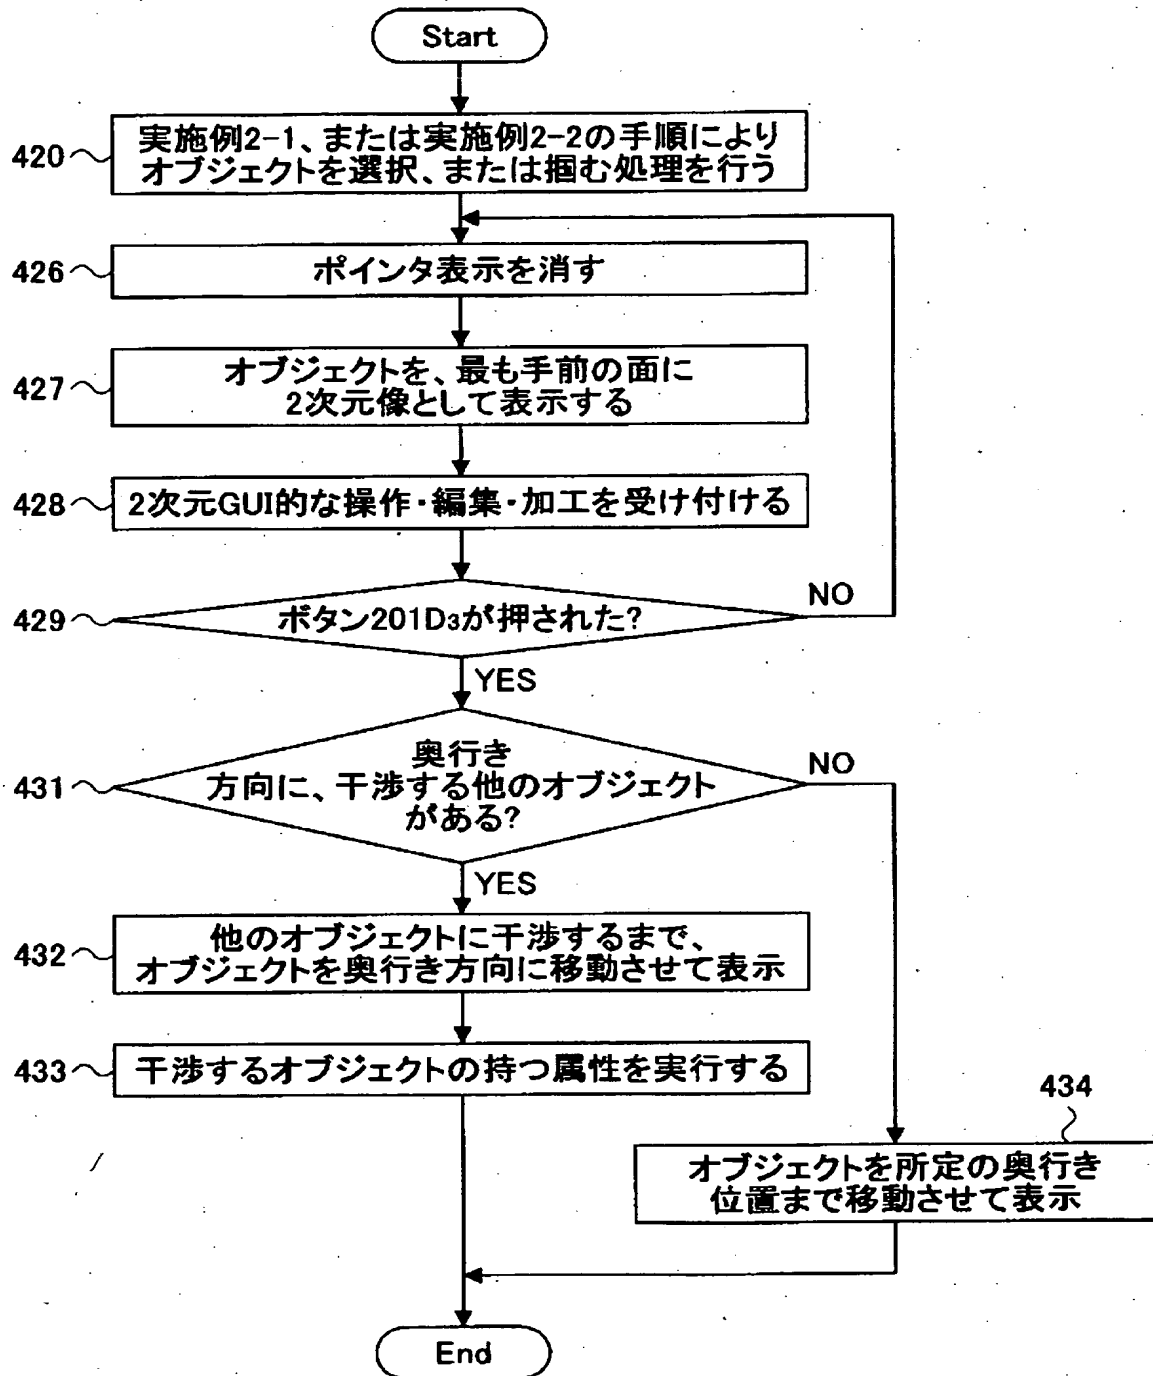 Start
420
実施例2-1、または実施例2-2の手順により
オブジェクトを選択、または掴む処理を行う
426
ポインタ表示を消す
427
オブジェクトを、最も手前の面に
2次元像として表示する
428
2次元GUI的な操作・編集・加工を受け付ける
429
ボタン201D₃が押された?
NO
YES
431
奥行き
方向に、干渉する他のオブジェクト
がある?
NO
YES
432
他のオブジェクトに干渉するまで、
オブジェクトを奥行き方向に移動させて表示
433
干渉するオブジェクトの持つ属性を実行する
434
オブジェクトを所定の奥行き
位置まで移動させて表示
End